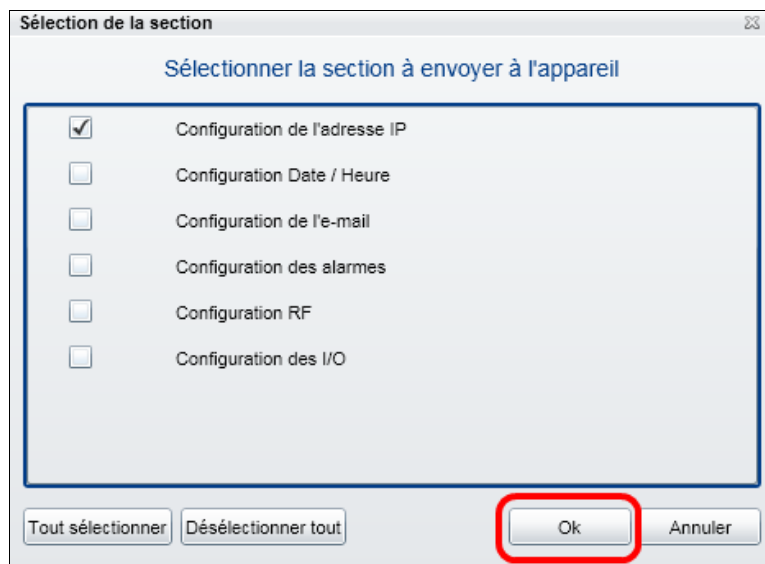 Sélection de la section
Sélectionner la section à envoyer à l'appareil
Configuration de l'adresse IP
Configuration Date / Heure
Configuration de l'e-mail
Configuration des alarmes
Configuration RF
Configuration des I/O
Tout sélectionner Désélectionner tout Ok Annuler